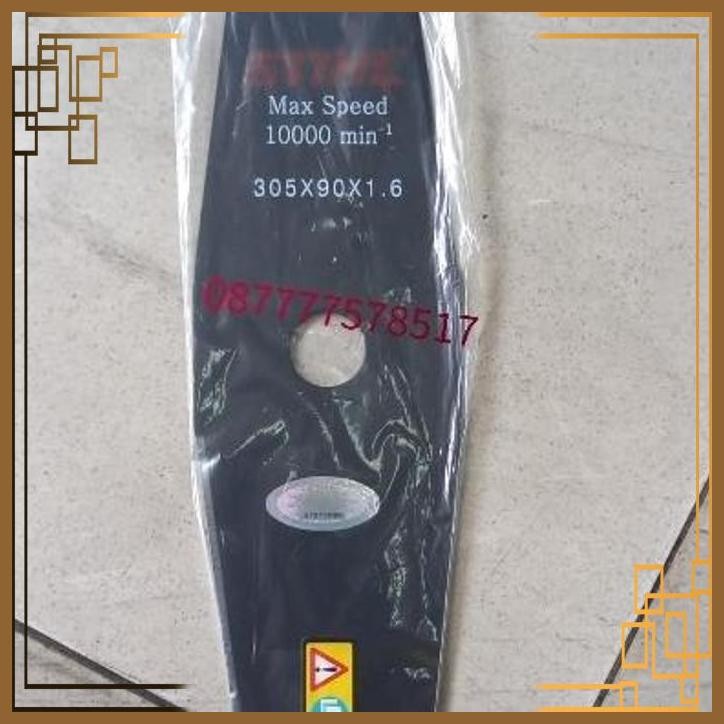 STIHL
Max Speed
10000 min⁻¹
305X90X1.6
087777578517